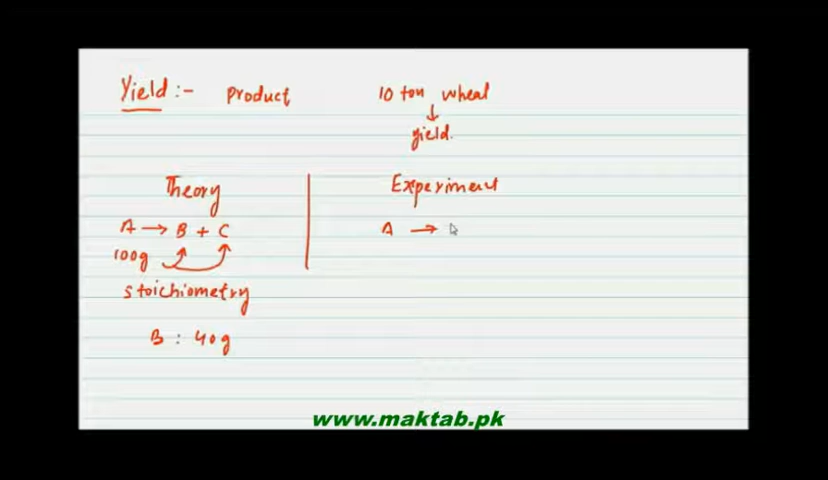 Yield :- Product 10 ton wheat
yield.
Theory Experiment
A → B + C A →
100g
stoichiometry
B : 40g
www.maktab.pk